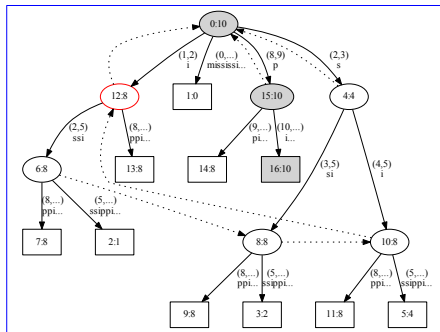 0:10
(1,2)
i
(0,...)
mississi...
(8,9)
p
(2,3)
s
12:8
1:0
15:10
4:4
(2,5)
ssi
(8,...)
ppi...
(9,...)
pi...
(10,...)
i...
(3,5)
si
(4,5)
i
6:8
13:8
14:8
16:10
(8,...)
ppi...
(5,...)
ssippi...
7:8
2:1
8:8
10:8
(8,...)
ppi...
(5,...)
ssippi...
(8,...)
ppi...
(5,...)
ssippi...
9:8
3:2
11:8
5:4